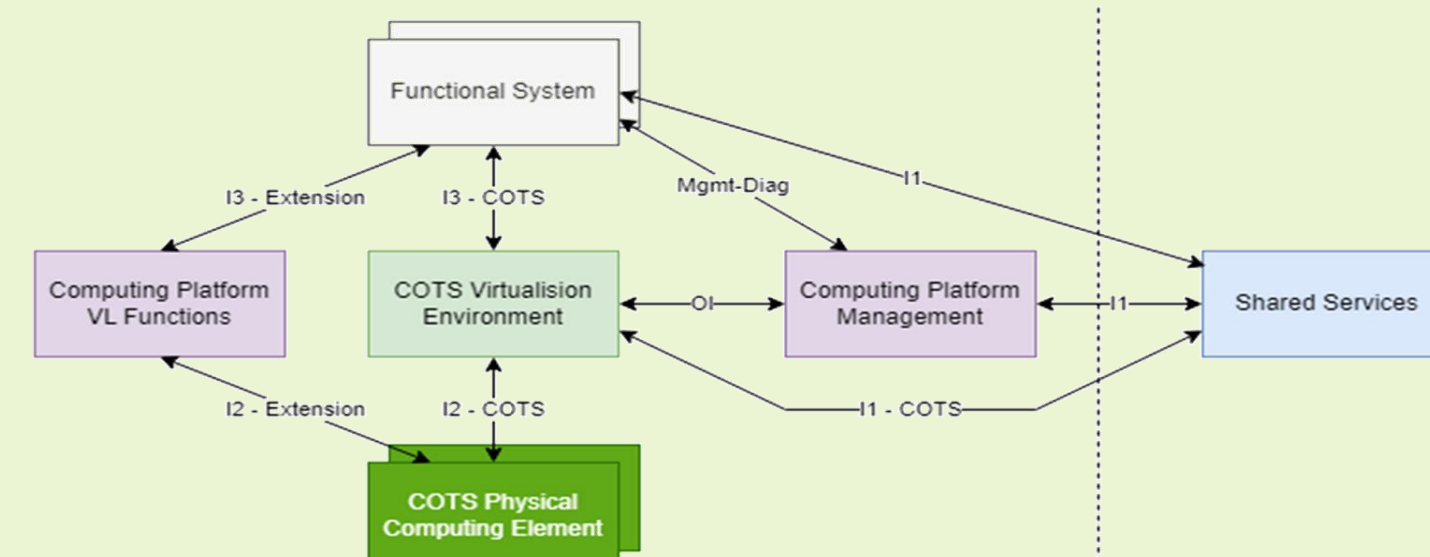 Functional System
I1
Mgmt-Diag
I3 - Extension
I3 - COTS
Computing Platform
VL Functions
COTS Virtualision
Environment
OI
Computing Platform
Management
I1
Shared Services
I2 - Extension
I2 - COTS
I1 - COTS
COTS Physical
Computing Element